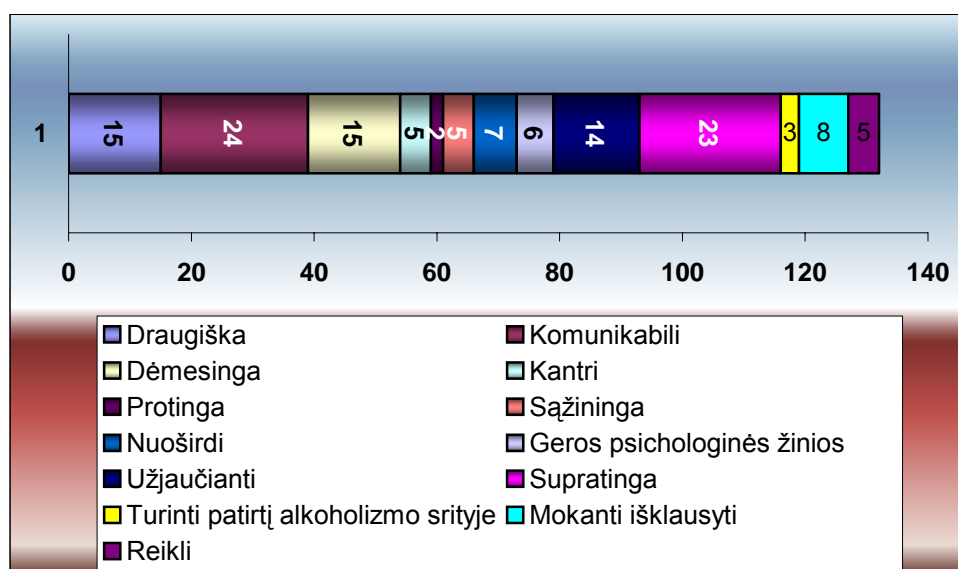 1 15 24 15 5 2 5 7 6 14 23 3 8 5
0 20 40 60 80 100 120 140
Draugiška Komunikabili
Dėmesinga Kantri
Protinga Sąžininga
Nuoširdi Geros psichologinės žinios
Užjaučianti Supratinga
Turinti patirtį alkoholizmo srityje Mokanti išklausyti
Reikli